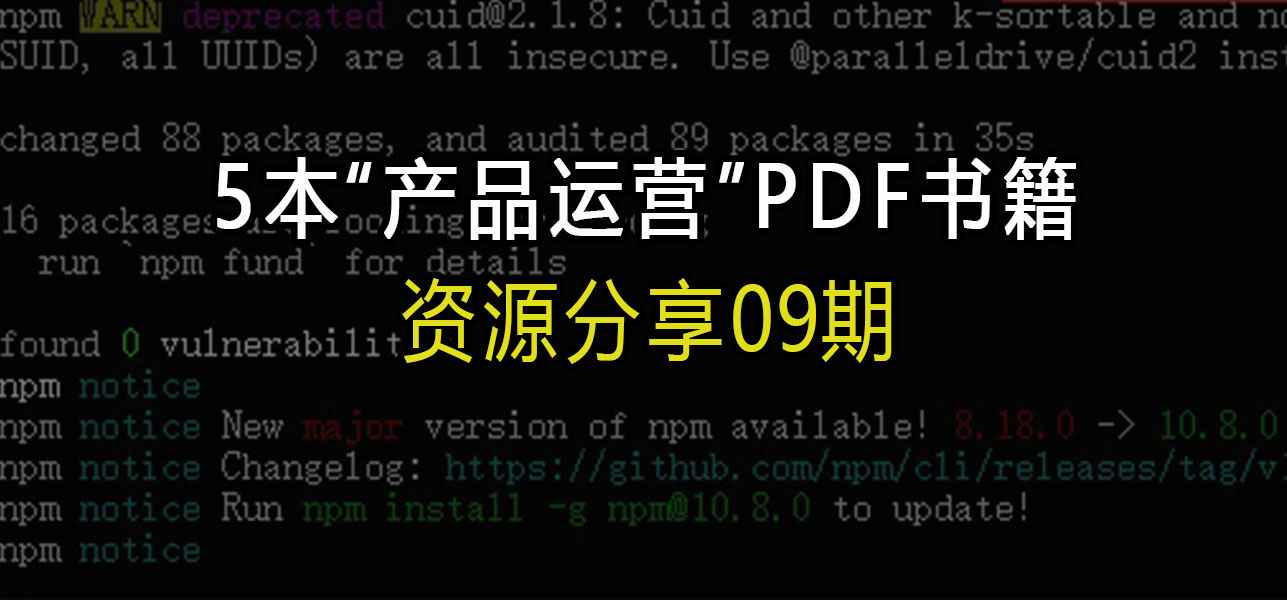 npm WARN deprecated cuid@2.1.8: Cuid and other k-sortable and
SUID, all UUIDs) are all insecure. Use @paralleldrive/cuid2
changed 88 packages, and audited 89 packages in 35s
5本“产品运营”PDF书籍
16 packages
run `npm fund` for details
资源分享09期
found 0 vulnerabilit
npm notice
npm notice New major version of npm available! 8.18.0 -> 10.8.0
npm notice Changelog: https://github.com/npm/cli/releases/tag/v
npm notice Run npm install -g npm@10.8.0 to update!
npm notice